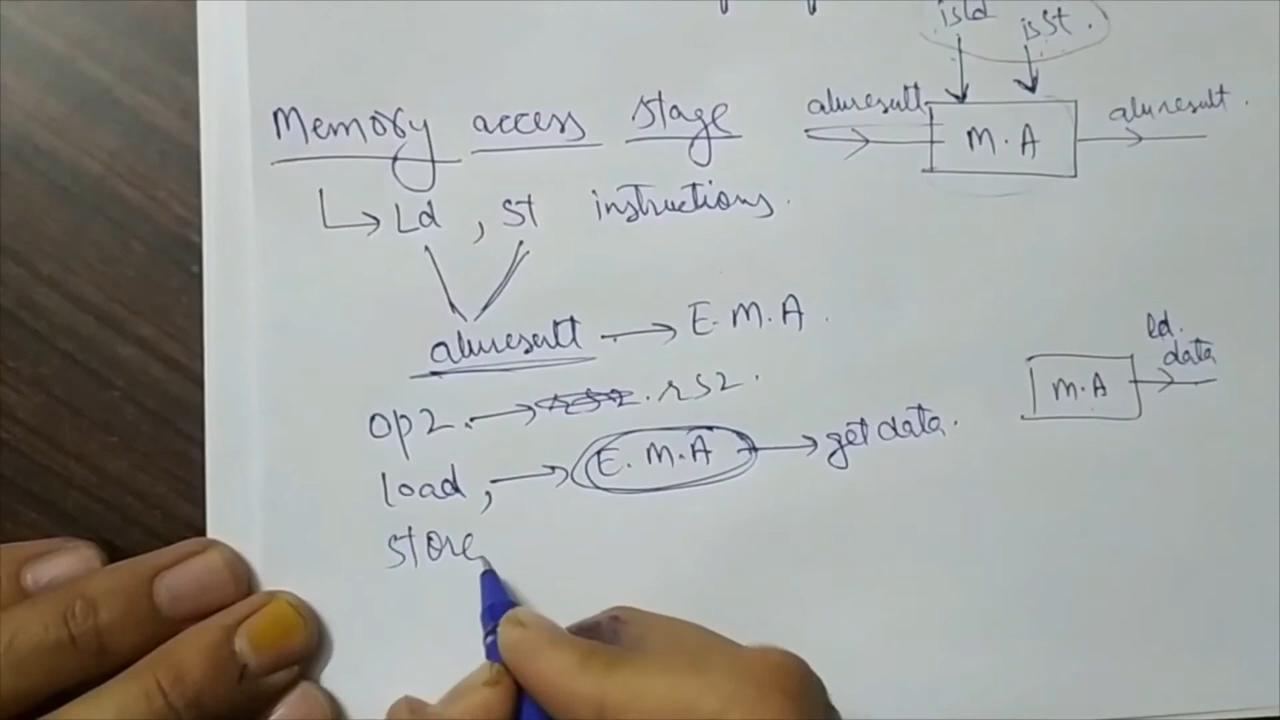 isLd
isSt.
Memory access stage
aluresult
M.A
aluresult.
Ld, St instructions.
aluresult. E.M.A.
ld.
data
M.A
op2. rs2.
load, E.M.A get data.
store